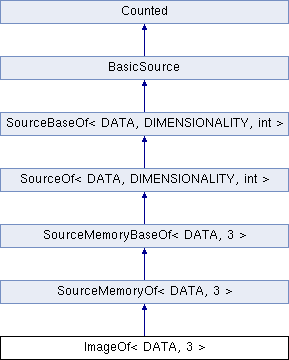 Counted
BasicSource
SourceBaseOf< DATA, DIMENSIONALITY, int >
SourceOf< DATA, DIMENSIONALITY, int >
SourceMemoryBaseOf< DATA, 3 >
SourceMemoryOf< DATA, 3 >
ImageOf< DATA, 3 >